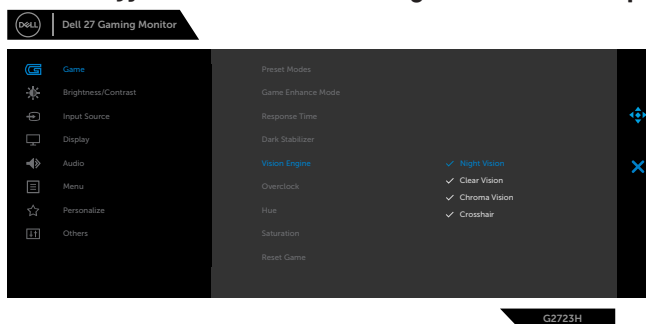 DELL
Dell 27 Gaming Monitor
Game
Brightness/Contrast
Input Source
Display
Audio
Menu
Personalize
Others
Preset Modes
Game Enhance Mode
Response Time
Dark Stabilizer
Vision Engine
Overclock
Hue
Saturation
Reset Game
Night Vision
Clear Vision
Chroma Vision
Crosshair
G2723H